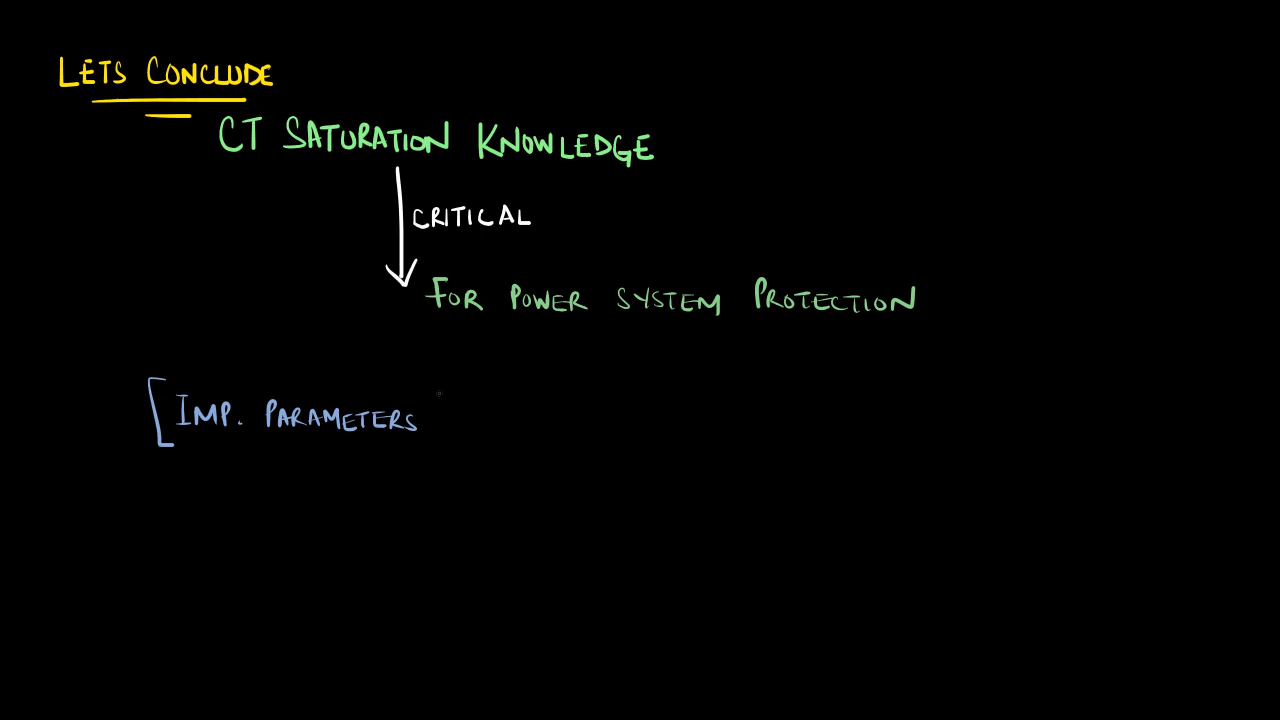 LETS CONCLUDE
CT SATURATION KNOWLEDGE
CRITICAL
FOR POWER SYSTEM PROTECTION
[IMP. PARAMETERS